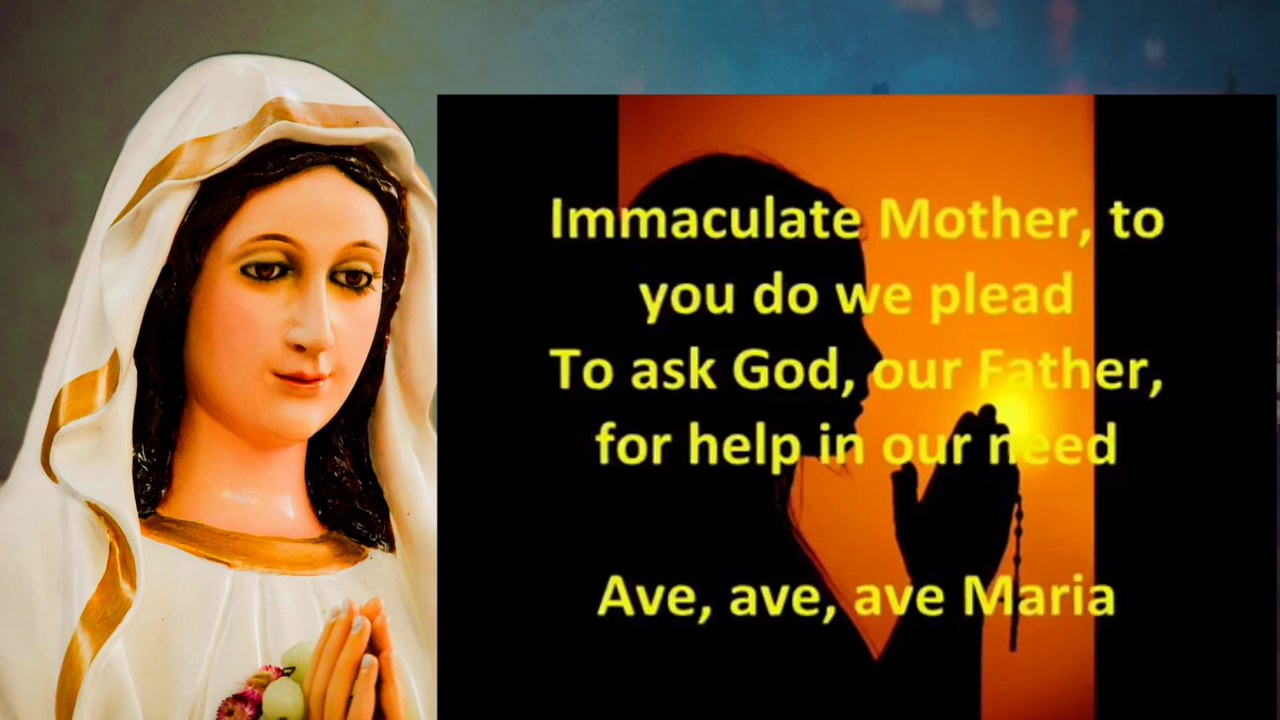 Immaculate Mother, to
you do we plead
To ask God, our Father,
for help in our need
Ave, ave, ave Maria